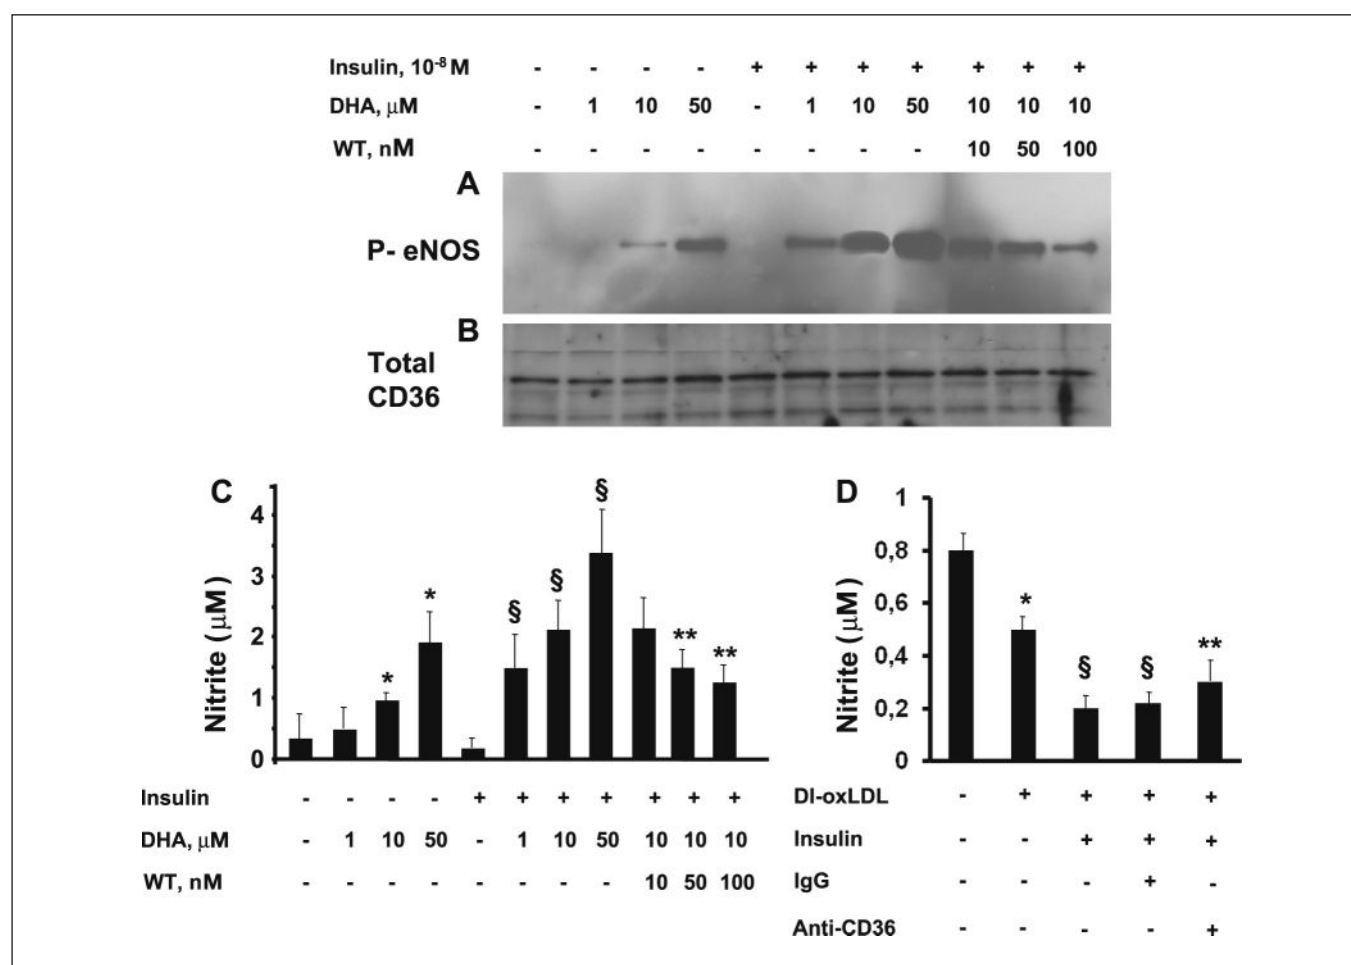 Insulin, 10⁻⁸ M - - - - + + + + + + +
DHA, μM - 1 10 50 - 1 10 50 10 10 10
WT, nM - - - - - - - - 10 50 100
A
P- eNOS
B
Total
CD36
C
Nitrite (μM)
4
3
2
1
0
* * § § § ** **
Insulin - - - - + + + + + + +
DHA, μM - 1 10 50 - 1 10 50 10 10 10
WT, nM - - - - - - - - 10 50 100
D
Nitrite (μM)
1
0,8
0,6
0,4
0,2
0
* § § **
DI-oxLDL - + + + +
Insulin - - + + +
IgG - - - + -
Anti-CD36 - - - - +